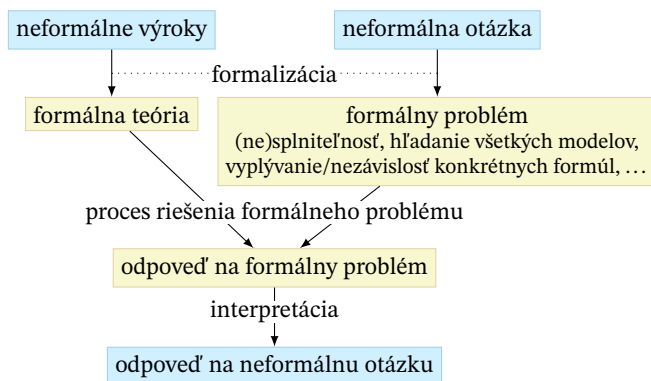 neformálne výroky
neformálna otázka
formalizácia
formálna teória
formálny problém
(ne)splniteľnosť, hľadanie všetkých modelov,
vyplývanie/nezávislosť konkrétnych formúl, …
proces riešenia formálneho problému
odpoveď na formálny problém
interpretácia
odpoveď na neformálnu otázku